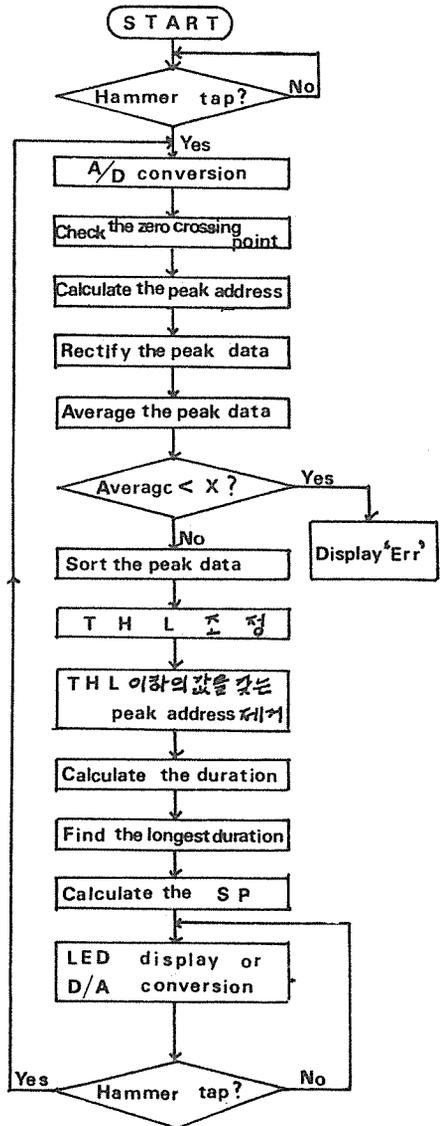 START
Hammer tap?
No
Yes
A/D conversion
Check the zero crossing
point
Calculate the peak address
Rectify the peak data
Average the peak data
Averagc < X ?
Yes
No
Display 'Err'
Sort the peak data
T H L 조 정
T H L 이하의 값을 갖는
peak address 제거
Calculate the duration
Find the longest duration
Calculate the S P
LED display or
D/A conversion
Yes
Hammer tap?
No